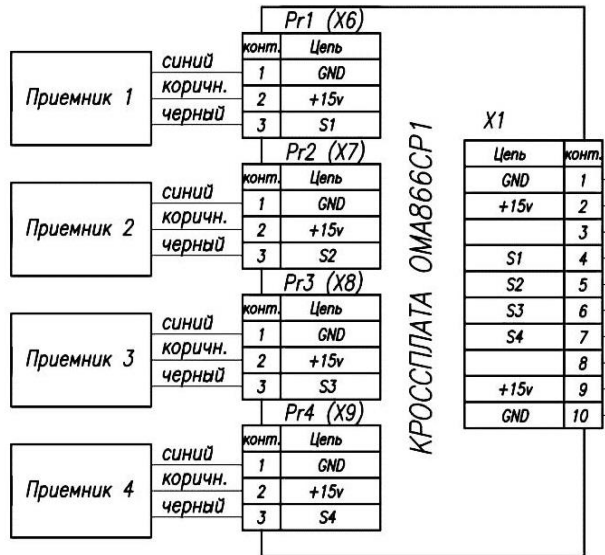 Pr1 (X6)
конт. Цепь
Приемник 1
синий 1 GND
коричн. 2 +15v
черный 3 S1
Pr2 (X7)
конт. Цепь
Приемник 2
синий 1 GND
коричн. 2 +15v
черный 3 S2
Pr3 (X8)
конт. Цепь
Приемник 3
синий 1 GND
коричн. 2 +15v
черный 3 S3
Pr4 (X9)
конт. Цепь
Приемник 4
синий 1 GND
коричн. 2 +15v
черный 3 S4
КРОССПЛАТА ОМА866СР1
X1
Цепь конт.
GND 1
+15v 2
3
S1 4
S2 5
S3 6
S4 7
8
+15v 9
GND 10